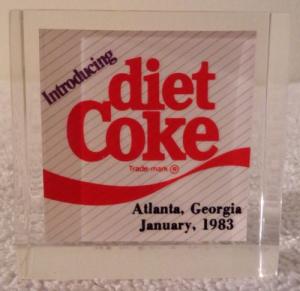 Introducing
diet
Coke
Trade-mark ®
Atlanta, Georgia
January, 1983